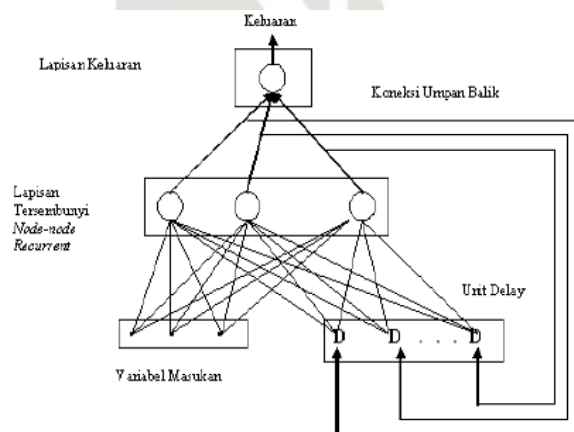 Keluaran
Lapisan Keluaran
Koneksi Umpan Balik
Lapisan
Tersembunyi
Node-node
Recurrent
Unit Delay
D D . . . D
Variabel Masukan